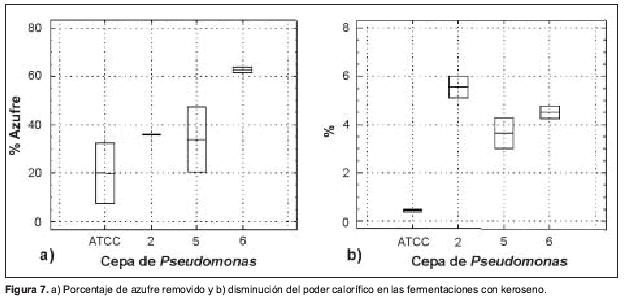 80
60
40
20
0
% Azufre
ATCC 2 5 6
a) Cepa de Pseudomonas
8
6
4
2
0
%
ATCC 2 5 6
b) Cepa de Pseudomonas
Figura 7. a) Porcentaje de azufre removido y b) disminución del poder calorífico en las fermentaciones con keroseno.